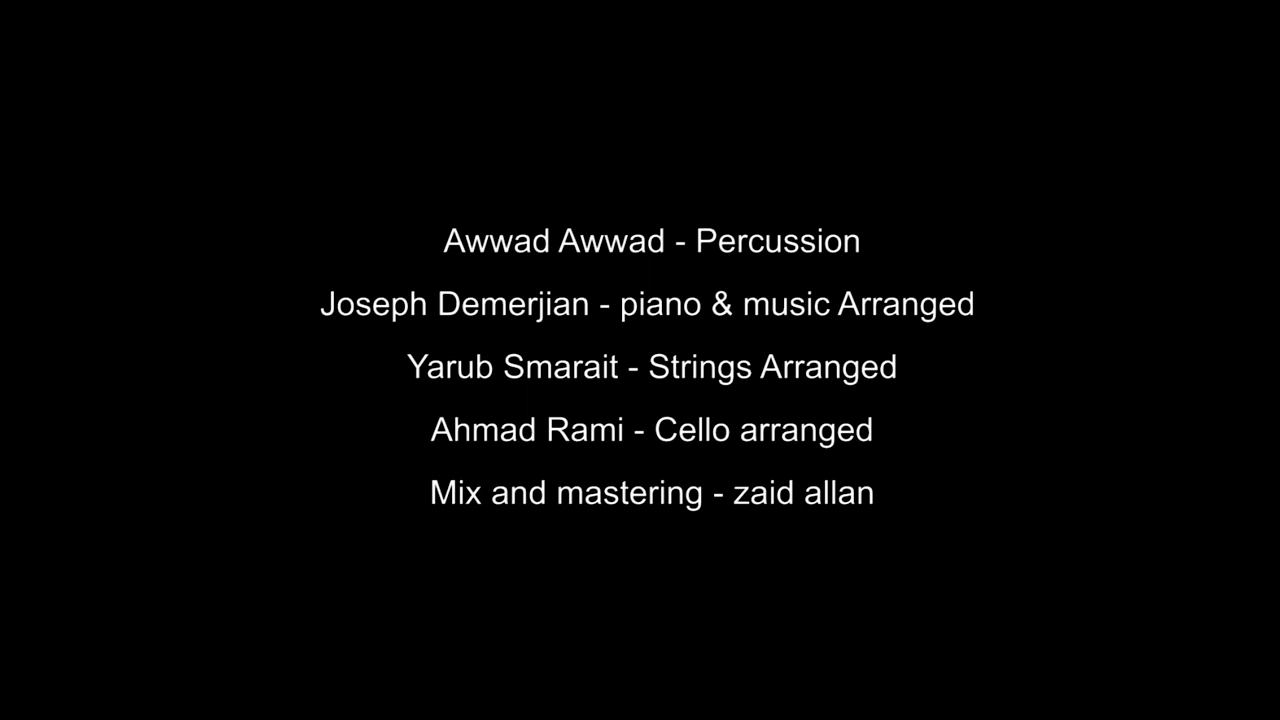 Awwad Awwad - Percussion
Joseph Demerjian - piano & music Arranged
Yarub Smarait - Strings Arranged
Ahmad Rami - Cello arranged
Mix and mastering - zaid allan